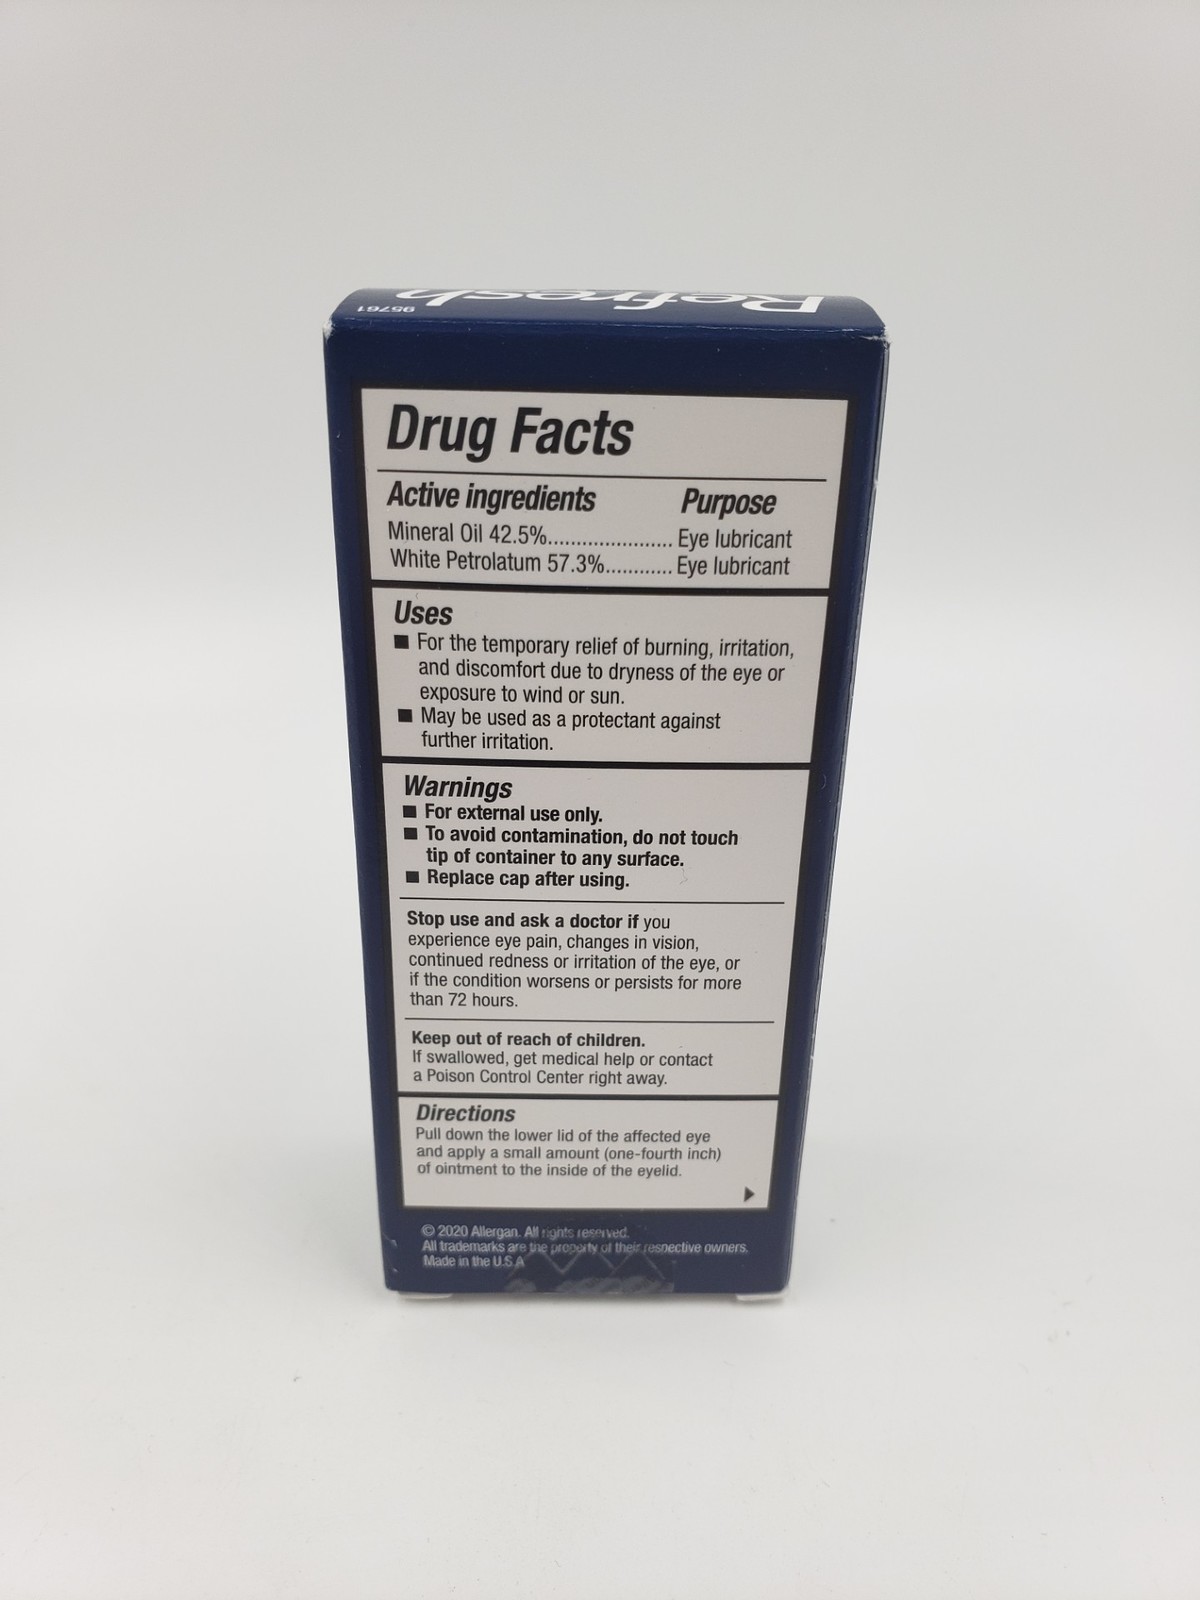 Refresh
95761
Drug Facts
Active ingredients Purpose
Mineral Oil 42.5%...................... Eye lubricant
White Petrolatum 57.3%............ Eye lubricant
Uses
■ For the temporary relief of burning, irritation,
and discomfort due to dryness of the eye or
exposure to wind or sun.
■ May be used as a protectant against
further irritation.
Warnings
■ For external use only.
■ To avoid contamination, do not touch
tip of container to any surface.
■ Replace cap after using.
Stop use and ask a doctor if you
experience eye pain, changes in vision,
continued redness or irritation of the eye, or
if the condition worsens or persists for more
than 72 hours.
Keep out of reach of children.
If swallowed, get medical help or contact
a Poison Control Center right away.
Directions
Pull down the lower lid of the affected eye
and apply a small amount (one-fourth inch)
of ointment to the inside of the eyelid.
© 2020 Allergan. All rights reserved.
All trademarks are the property of their respective owners.
Made in the U.S.A